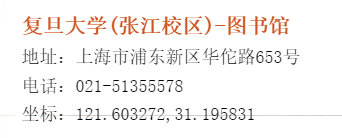 复旦大学(张江校区)-图书馆
地址：上海市浦东新区华佗路653号
电话：021-51355578
坐标：121.603272,31.195831